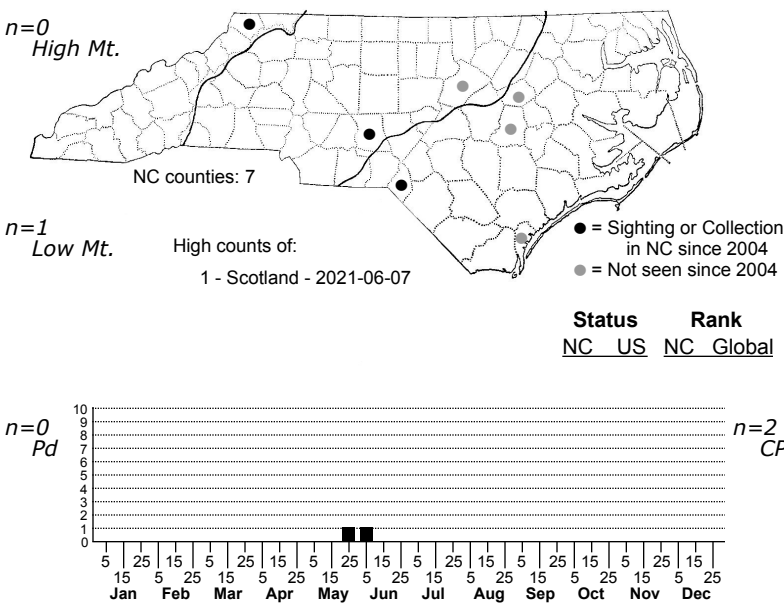 n=0
High Mt.
NC counties: 7
n=1
Low Mt.
High counts of:
1 - Scotland - 2021-06-07
● = Sighting or Collection
in NC since 2004
● = Not seen since 2004
Status Rank
NC US NC Global
n=0
Pd
n=2
CP
10
9
8
7
6
5
4
3
2
1
0
5 25 15 5 25 15 5 25 15 5 25 15 5 25 15 5 25 15
15 5 25 15 5 25 15 5 25 15 5 25 15 5 25 15 5 25
Jan Feb Mar Apr May Jun Jul Aug Sep Oct Nov Dec